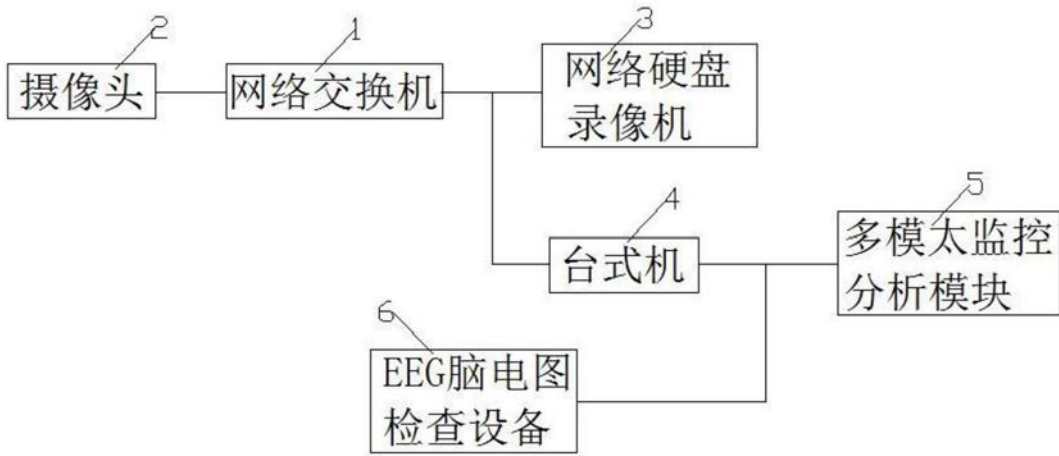 2
1
3
摄像头
网络交换机
网络硬盘
录像机
4
5
台式机
多模太监控
分析模块
6
EEG脑电图
检查设备